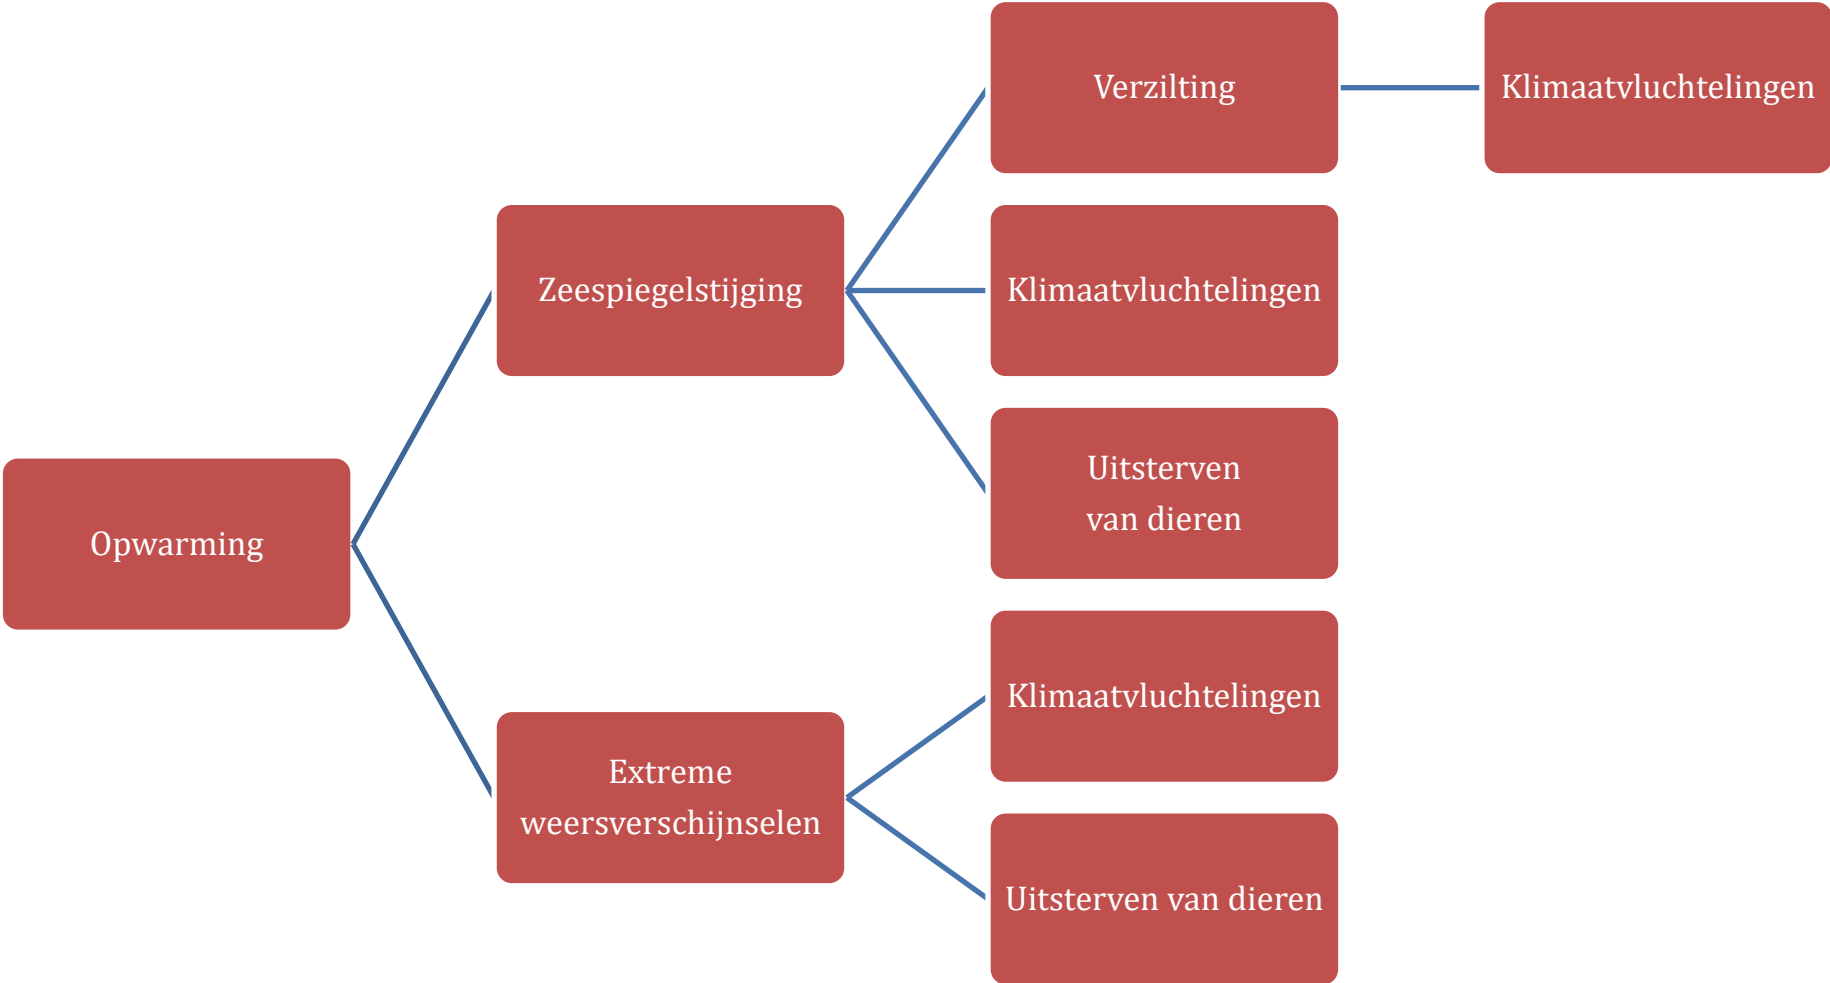 Verzilting
Klimaatvluchtelingen
Zeespiegelstijging
Klimaatvluchtelingen
Uitsterven
van dieren
Opwarming
Klimaatvluchtelingen
Extreme
weersverschijnselen
Uitsterven van dieren